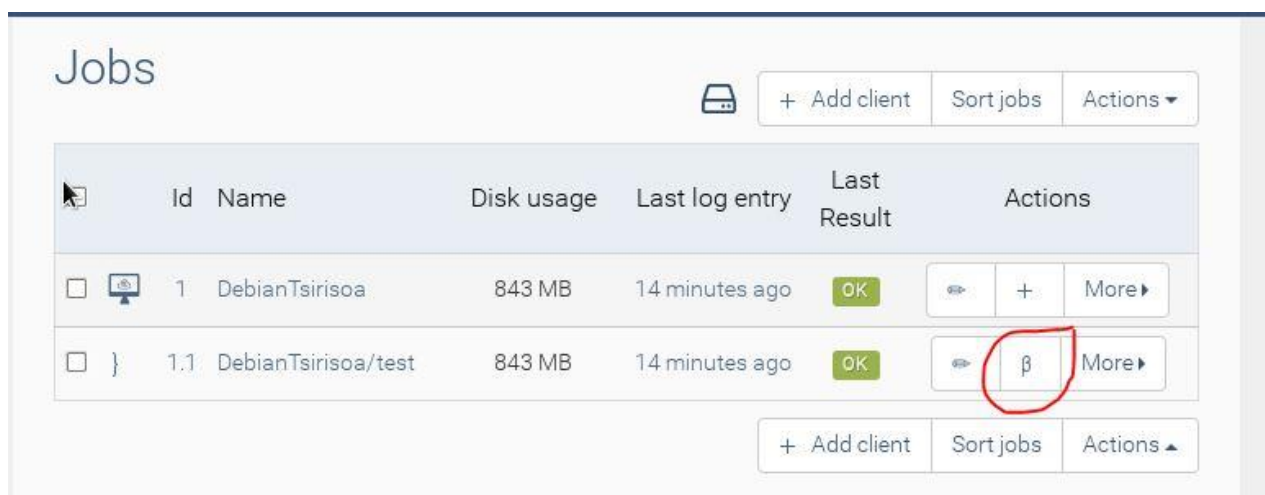 Jobs
+ Add client Sort jobs Actions
Id Name Disk usage Last log entry Last Result Actions
1 DebianTsirisoa 843 MB 14 minutes ago OK + More
} 1.1 DebianTsirisoa/test 843 MB 14 minutes ago OK β More
+ Add client Sort jobs Actions